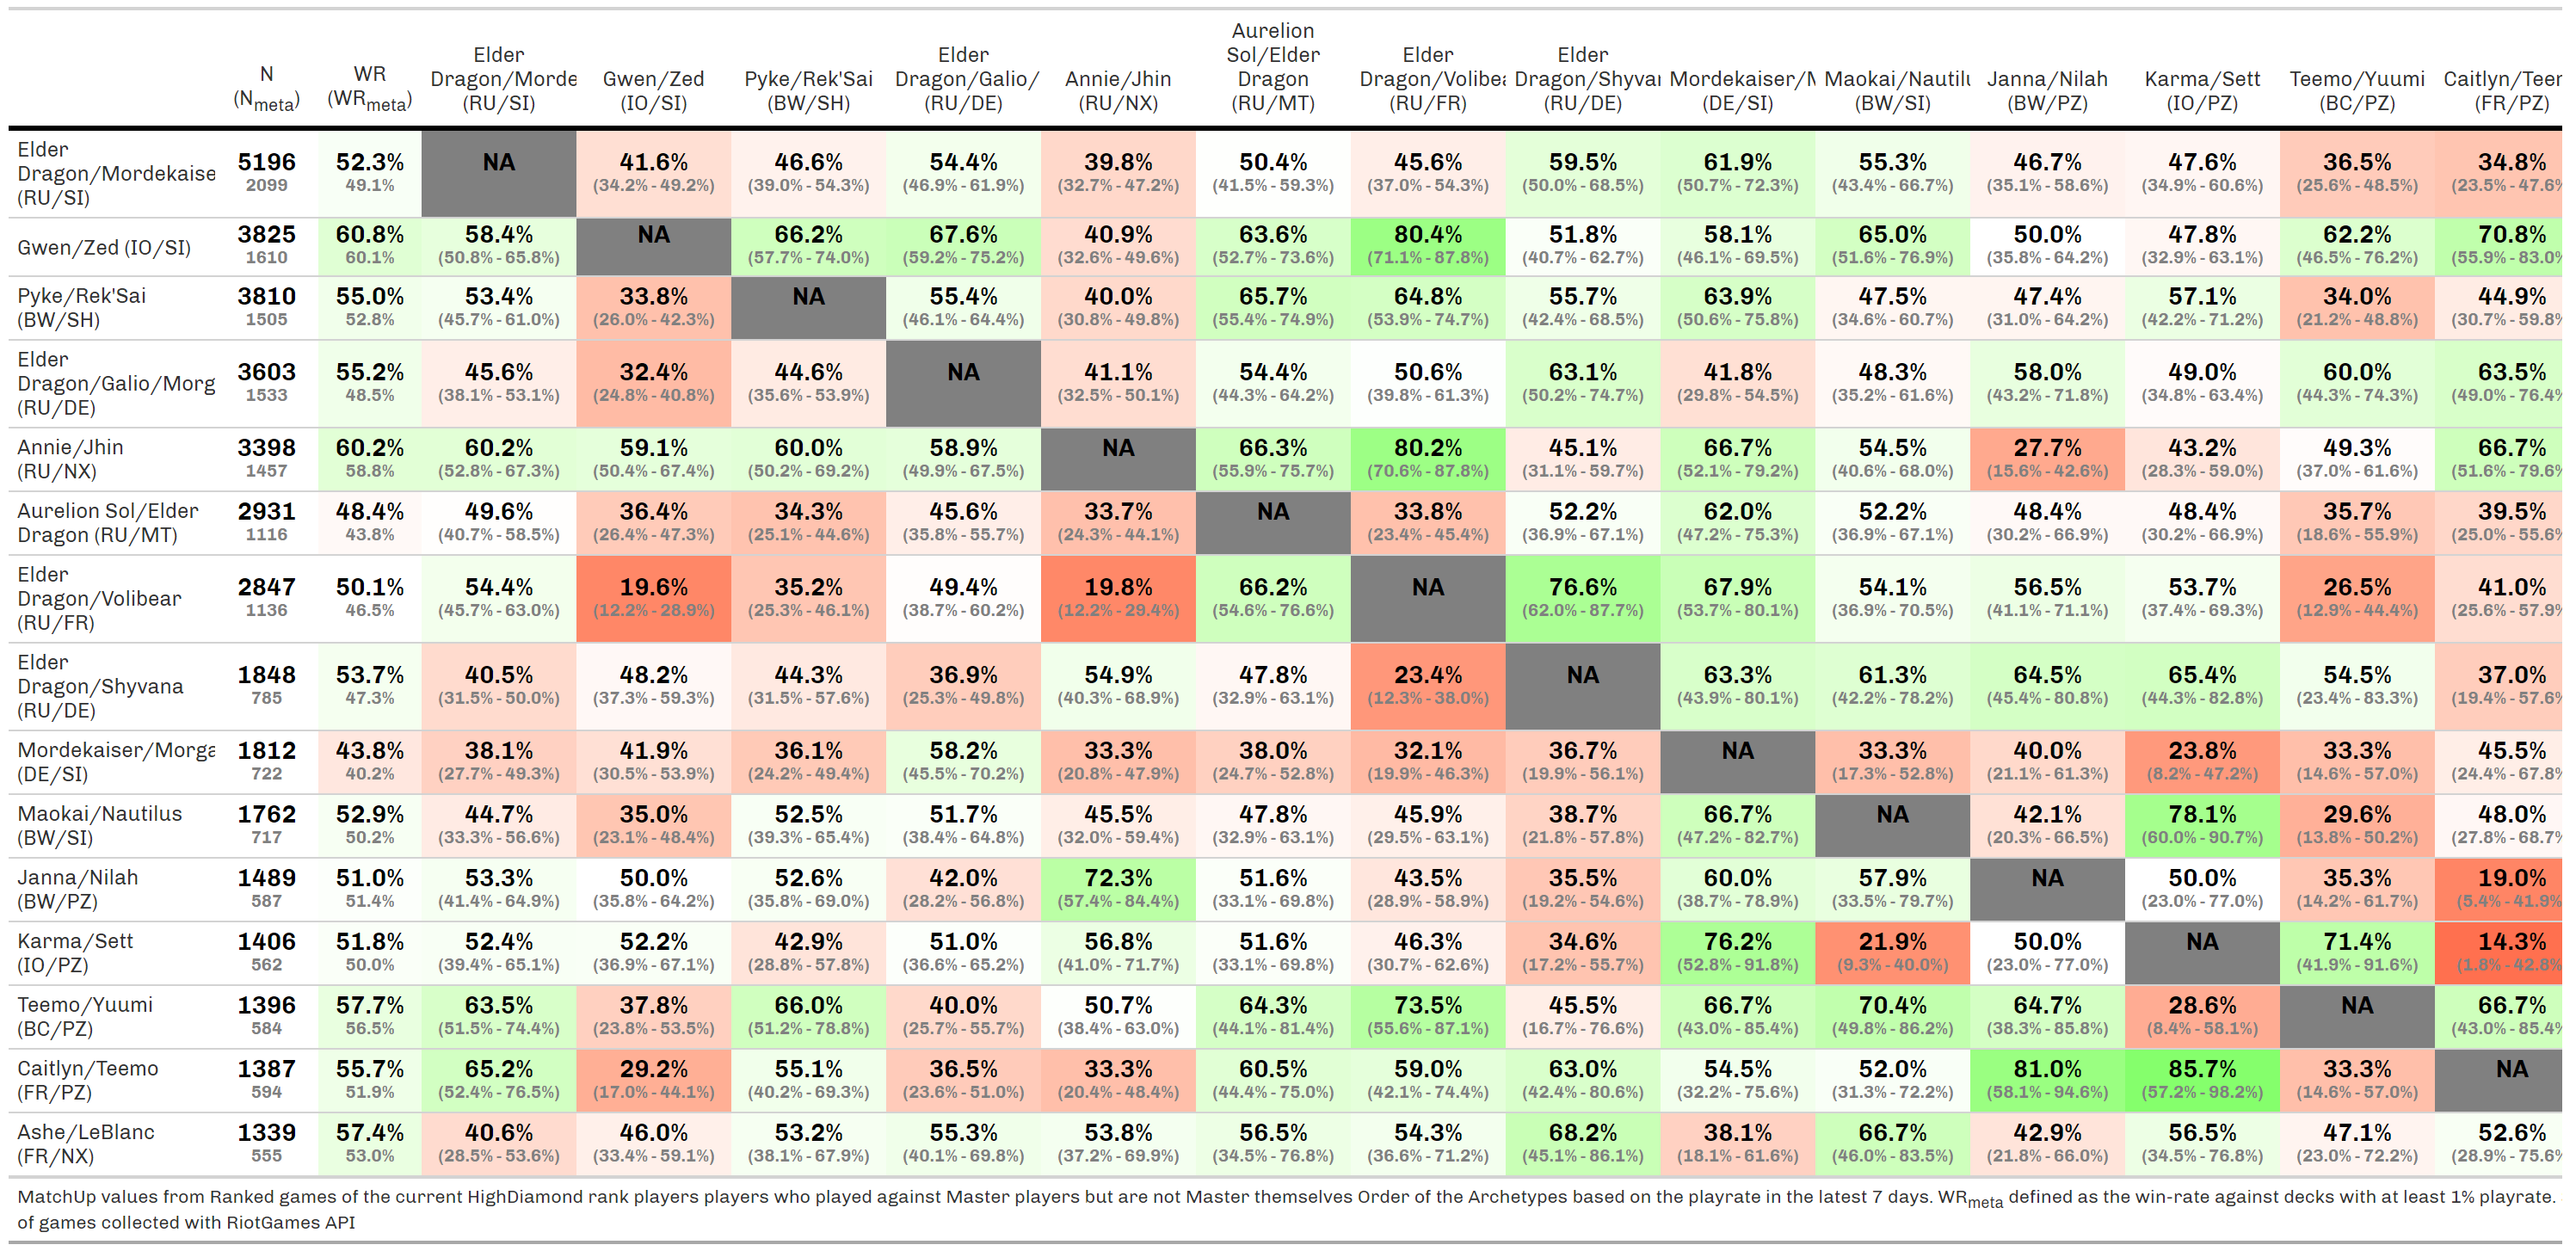 Aurelion
Elder Elder Sol/Elder Elder Elder
N WR Dragon/Morde Gwen/Zed Pyke/Rek'Sai Dragon/Galio/ Annie/Jhin Dragon Dragon/Volibea Dragon/Shyvar Mordekaiser/M Maokai/Nautilu Janna/Nilah Karma/Sett Teemo/Yuumi Caitlyn/Teer
(Nmeta) (WRmeta) (RU/SI) (IO/SI) (BW/SH) (RU/DE) (RU/NX) (RU/MT) (RU/FR) (RU/DE) (DE/SI) (BW/SI) (BW/PZ) (IO/PZ) (BC/PZ) (FR/PZ)
Elder
Dragon/Mordekaise 5196 52.3% NA 41.6% 46.6% 54.4% 39.8% 50.4% 45.6% 59.5% 61.9% 55.3% 46.7% 47.6% 36.5% 34.8%
(RU/SI) 2099 49.1% (34.2% - 49.2%) (39.0% - 54.3%) (46.9% - 61.9%) (32.7% - 47.2%) (41.5% - 59.3%) (37.0% - 54.3%) (50.0% - 68.5%) (50.7% - 72.3%) (43.4% - 66.7%) (35.1% - 58.6%) (34.9% - 60.6%) (25.6% - 48.5%) (23.5% - 47.6%
Gwen/Zed (IO/SI) 3825 60.8% 58.4% NA 66.2% 67.6% 40.9% 63.6% 80.4% 51.8% 58.1% 65.0% 50.0% 47.8% 62.2% 70.8%
1610 60.1% (50.8% - 65.8%) (57.7% - 74.0%) (59.2% - 75.2%) (32.6% - 49.6%) (52.7% - 73.6%) (71.1% - 87.8%) (40.7% - 62.7%) (46.1% - 69.5%) (51.6% - 76.9%) (35.8% - 64.2%) (32.9% - 63.1%) (46.5% - 76.2%) (55.9% - 83.0%
Pyke/Rek'Sai 3810 55.0% 53.4% 33.8% NA 55.4% 40.0% 65.7% 64.8% 55.7% 63.9% 47.5% 47.4% 57.1% 34.0% 44.9%
(BW/SH) 1505 52.8% (45.7% - 61.0%) (26.0% - 42.3%) (46.1% - 64.4%) (30.8% - 49.8%) (55.4% - 74.9%) (53.9% - 74.7%) (42.4% - 68.5%) (50.6% - 75.8%) (34.6% - 60.7%) (31.0% - 64.2%) (42.2% - 71.2%) (21.2% - 48.8%) (30.7% - 59.8%
Elder
Dragon/Galio/Morg 3603 55.2% 45.6% 32.4% 44.6% NA 41.1% 54.4% 50.6% 63.1% 41.8% 48.3% 58.0% 49.0% 60.0% 63.5%
(RU/DE) 1533 48.5% (38.1% - 53.1%) (24.8% - 40.8%) (35.6% - 53.9%) (32.5% - 50.1%) (44.3% - 64.2%) (39.8% - 61.3%) (50.2% - 74.7%) (29.8% - 54.5%) (35.2% - 61.6%) (43.2% - 71.8%) (34.8% - 63.4%) (44.3% - 74.3%) (49.0% - 76.4%
Annie/Jhin 3398 60.2% 60.2% 59.1% 60.0% 58.9% NA 66.3% 80.2% 45.1% 66.7% 54.5% 27.7% 43.2% 49.3% 66.7%
(RU/NX) 1457 58.8% (52.8% - 67.3%) (50.4% - 67.4%) (50.2% - 69.2%) (49.9% - 67.5%) (55.9% - 75.7%) (70.6% - 87.8%) (31.1% - 59.7%) (52.1% - 79.2%) (40.6% - 68.0%) (15.6% - 42.6%) (28.3% - 59.0%) (37.0% - 61.6%) (51.6% - 79.6%
Aurelion Sol/Elder 2931 48.4% 49.6% 36.4% 34.3% 45.6% 33.7% NA 33.8% 52.2% 62.0% 52.2% 48.4% 48.4% 35.7% 39.5%
Dragon (RU/MT) 1116 43.8% (40.7% - 58.5%) (26.4% - 47.3%) (25.1% - 44.6%) (35.8% - 55.7%) (24.3% - 44.1%) (23.4% - 45.4%) (36.9% - 67.1%) (47.2% - 75.3%) (36.9% - 67.1%) (30.2% - 66.9%) (30.2% - 66.9%) (18.6% - 55.9%) (25.0% - 55.6%
Elder
Dragon/Volibear 2847 50.1% 54.4% 19.6% 35.2% 49.4% 19.8% 66.2% NA 76.6% 67.9% 54.1% 56.5% 53.7% 26.5% 41.0%
(RU/FR) 1136 46.5% (45.7% - 63.0%) (12.2% - 28.9%) (25.3% - 46.1%) (38.7% - 60.2%) (12.2% - 29.4%) (54.6% - 76.6%) (62.0% - 87.7%) (53.7% - 80.1%) (36.9% - 70.5%) (41.1% - 71.1%) (37.4% - 69.3%) (12.9% - 44.4%) (25.6% - 57.9%
Elder
Dragon/Shyvana 1848 53.7% 40.5% 48.2% 44.3% 36.9% 54.9% 47.8% 23.4% NA 63.3% 61.3% 64.5% 65.4% 54.5% 37.0%
(RU/DE) 785 47.3% (31.5% - 50.0%) (37.3% - 59.3%) (31.5% - 57.6%) (25.3% - 49.8%) (40.3% - 68.9%) (32.9% - 63.1%) (12.3% - 38.0%) (43.9% - 80.1%) (42.2% - 78.2%) (45.4% - 80.8%) (44.3% - 82.8%) (23.4% - 83.3%) (19.4% - 57.6%
Mordekaiser/Morga 1812 43.8% 38.1% 41.9% 36.1% 58.2% 33.3% 38.0% 32.1% 36.7% NA 33.3% 40.0% 23.8% 33.3% 45.5%
(DE/SI) 722 40.2% (27.7% - 49.3%) (30.5% - 53.9%) (24.2% - 49.4%) (45.5% - 70.2%) (20.8% - 47.9%) (24.7% - 52.8%) (19.9% - 46.3%) (19.9% - 56.1%) (17.3% - 52.8%) (21.1% - 61.3%) (8.2% - 47.2%) (14.6% - 57.0%) (24.4% - 67.8%
Maokai/Nautilus 1762 52.9% 44.7% 35.0% 52.5% 51.7% 45.5% 47.8% 45.9% 38.7% 66.7% NA 42.1% 78.1% 29.6% 48.0%
(BW/SI) 717 50.2% (33.3% - 56.6%) (23.1% - 48.4%) (39.3% - 65.4%) (38.4% - 64.8%) (32.0% - 59.4%) (32.9% - 63.1%) (29.5% - 63.1%) (21.8% - 57.8%) (47.2% - 82.7%) (20.3% - 66.5%) (60.0% - 90.7%) (13.8% - 50.2%) (27.8% - 68.7%
Janna/Nilah 1489 51.0% 53.3% 50.0% 52.6% 42.0% 72.3% 51.6% 43.5% 35.5% 60.0% 57.9% NA 50.0% 35.3% 19.0%
(BW/PZ) 587 51.4% (41.4% - 64.9%) (35.8% - 64.2%) (35.8% - 69.0%) (28.2% - 56.8%) (57.4% - 84.4%) (33.1% - 69.8%) (28.9% - 58.9%) (19.2% - 54.6%) (38.7% - 78.9%) (33.5% - 79.7%) (23.0% - 77.0%) (14.2% - 61.7%) (5.4% - 41.9%
Karma/Sett 1406 51.8% 52.4% 52.2% 42.9% 51.0% 56.8% 51.6% 46.3% 34.6% 76.2% 21.9% 50.0% NA 71.4% 14.3%
(IO/PZ) 562 50.0% (39.4% - 65.1%) (36.9% - 67.1%) (28.8% - 57.8%) (36.6% - 65.2%) (41.0% - 71.7%) (33.1% - 69.8%) (30.7% - 62.6%) (17.2% - 55.7%) (52.8% - 91.8%) (9.3% - 40.0%) (23.0% - 77.0%) (41.9% - 91.6%) (1.8% - 42.8%
Teemo/Yuumi 1396 57.7% 63.5% 37.8% 66.0% 40.0% 50.7% 64.3% 73.5% 45.5% 66.7% 70.4% 64.7% 28.6% NA 66.7%
(BC/PZ) 584 56.5% (51.5% - 74.4%) (23.8% - 53.5%) (51.2% - 78.8%) (25.7% - 55.7%) (38.4% - 63.0%) (44.1% - 81.4%) (55.6% - 87.1%) (16.7% - 76.6%) (43.0% - 85.4%) (49.8% - 86.2%) (38.3% - 85.8%) (8.4% - 58.1%) (43.0% - 85.4%
Caitlyn/Teemo 1387 55.7% 65.2% 29.2% 55.1% 36.5% 33.3% 60.5% 59.0% 63.0% 54.5% 52.0% 81.0% 85.7% 33.3% NA
(FR/PZ) 594 51.9% (52.4% - 76.5%) (17.0% - 44.1%) (40.2% - 69.3%) (23.6% - 51.0%) (20.4% - 48.4%) (44.4% - 75.0%) (42.1% - 74.4%) (42.4% - 80.6%) (32.2% - 75.6%) (31.3% - 72.2%) (58.1% - 94.6%) (57.2% - 98.2%) (14.6% - 57.0%)
Ashe/LeBlanc 1339 57.4% 40.6% 46.0% 53.2% 55.3% 53.8% 56.5% 54.3% 68.2% 38.1% 66.7% 42.9% 56.5% 47.1% 52.6%
(FR/NX) 555 53.0% (28.5% - 53.6%) (33.4% - 59.1%) (38.1% - 67.9%) (40.1% - 69.8%) (37.2% - 69.9%) (34.5% - 76.8%) (36.6% - 71.2%) (45.1% - 86.1%) (18.1% - 61.6%) (46.0% - 83.5%) (21.8% - 66.0%) (34.5% - 76.8%) (23.0% - 72.2%) (28.9% - 75.6%
MatchUp values from Ranked games of the current HighDiamond rank players players who played against Master players but are not Master themselves Order of the Archetypes based on the playrate in the latest 7 days. WRmeta defined as the win-rate against decks with at least 1% playrate.
of games collected with RiotGames API